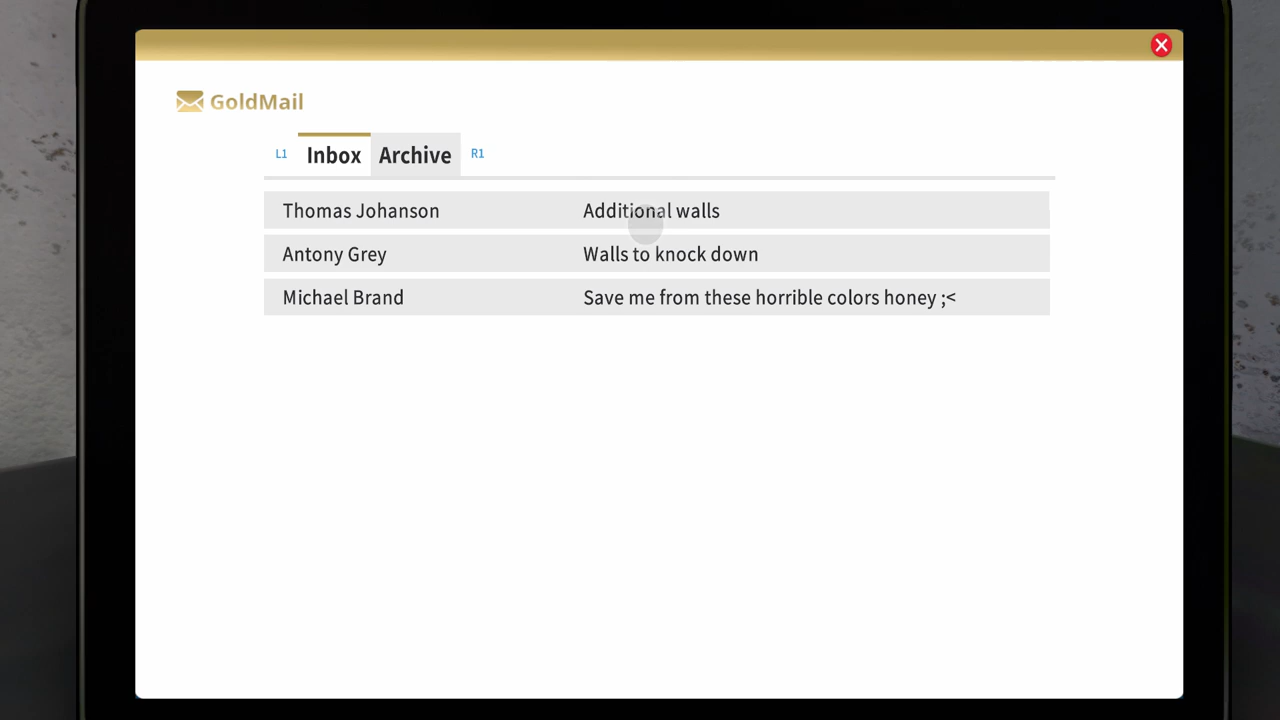 GoldMail
L1 Inbox Archive R1
Thomas Johanson Additional walls
Antony Grey Walls to knock down
Michael Brand Save me from these horrible colors honey ;<